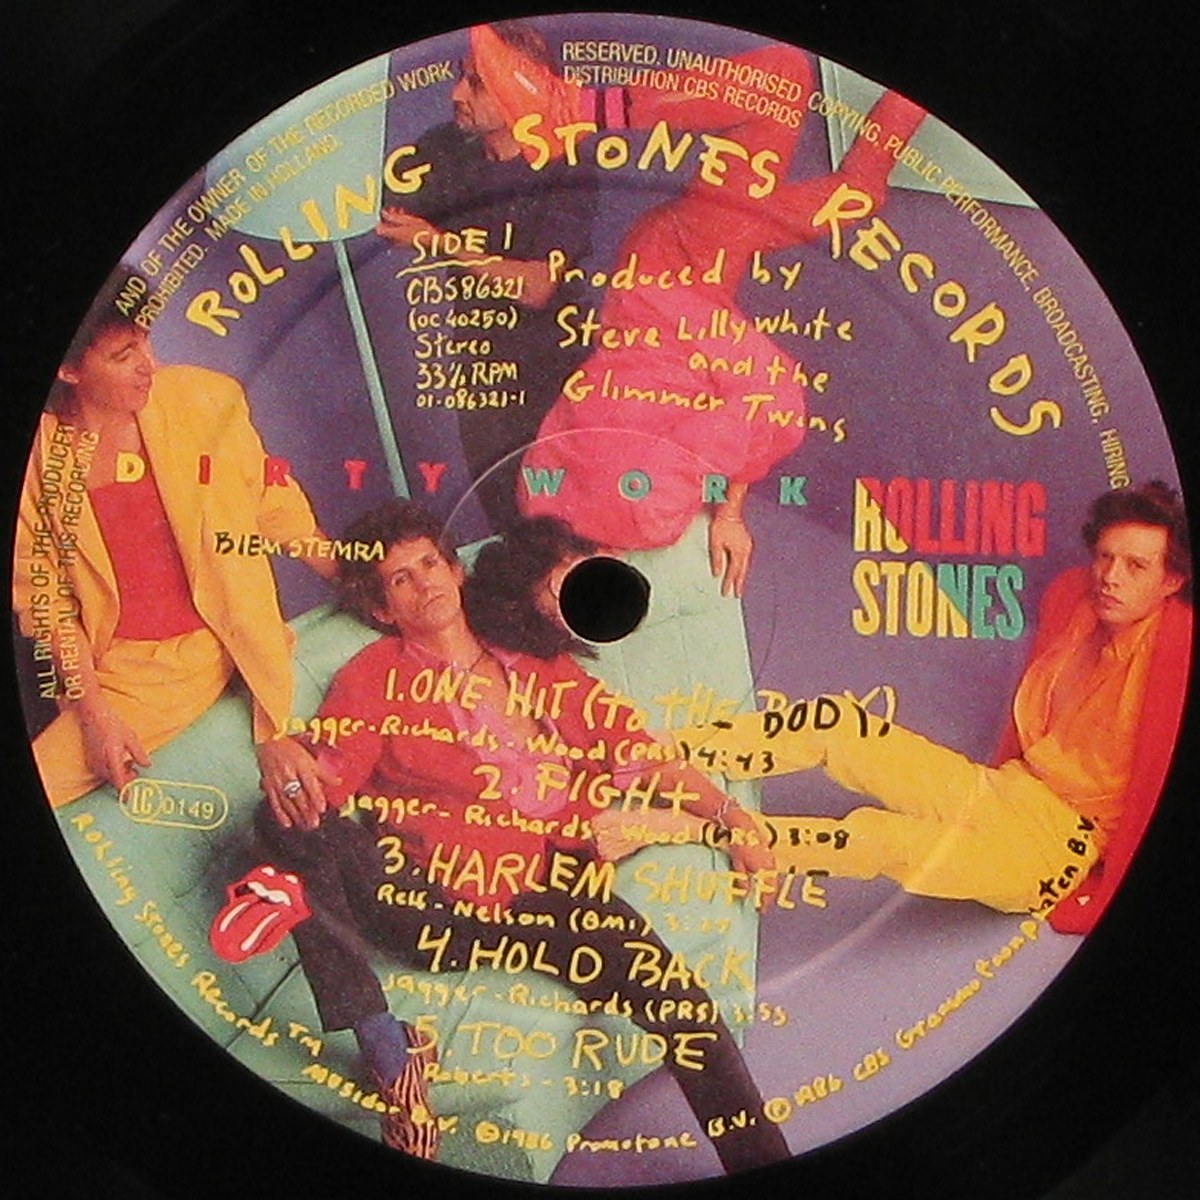 RESERVED. UNAUTHORISED COPYING, PUBLIC PERFORMANCE, BROADCASTING, HIRING
DISTRIBUTION CBS RECORDS
ALL RIGHTS OF THE PRODUCER AND OF THE OWNER OF THE RECORDED WORK
OR RENTAL OF THIS RECORDING PROHIBITED. MADE IN HOLLAND
ROLLING STONES RECORDS
SIDE 1
CBS86321
(OC 40250)
Stereo
33⅓ RPM
01-086321-1
Produced by
Steve Lillywhite
and the
Glimmer Twins
DIRTY WORK
ROLLING
STONES
BIEM STEMRA
1. ONE HIT (to the BODY)
Jagger-Richards-Wood (PRS) 4:43
2. FIGHT
Jagger-Richards-Wood (PRS) 3:08
3. HARLEM SHUFFLE
Relf-Nelson (BMI)
4. HOLD BACK
Jagger-Richards (PRS) 3:53
5. TOO RUDE
Roberts-3:18
LC 0149
Rolling Stones Records TM Musidor B.V. ©1986 Promotone B.V. ℗1986 CBS Grammofoonplaten B.V.